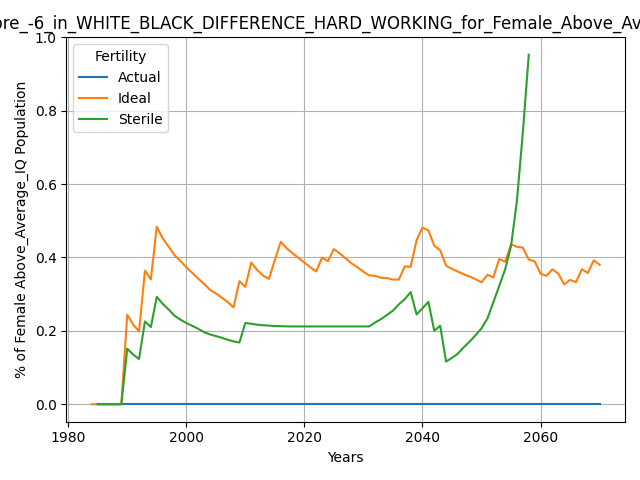 ore_-6_in_WHITE_BLACK_DIFFERENCE_HARD_WORKING_for_Female_Above_Av
Fertility
Actual
Ideal
Sterile
% of Female Above_Average_IQ Population
1.0
0.8
0.6
0.4
0.2
0.0
1980
2000
2020
2040
2060
Years